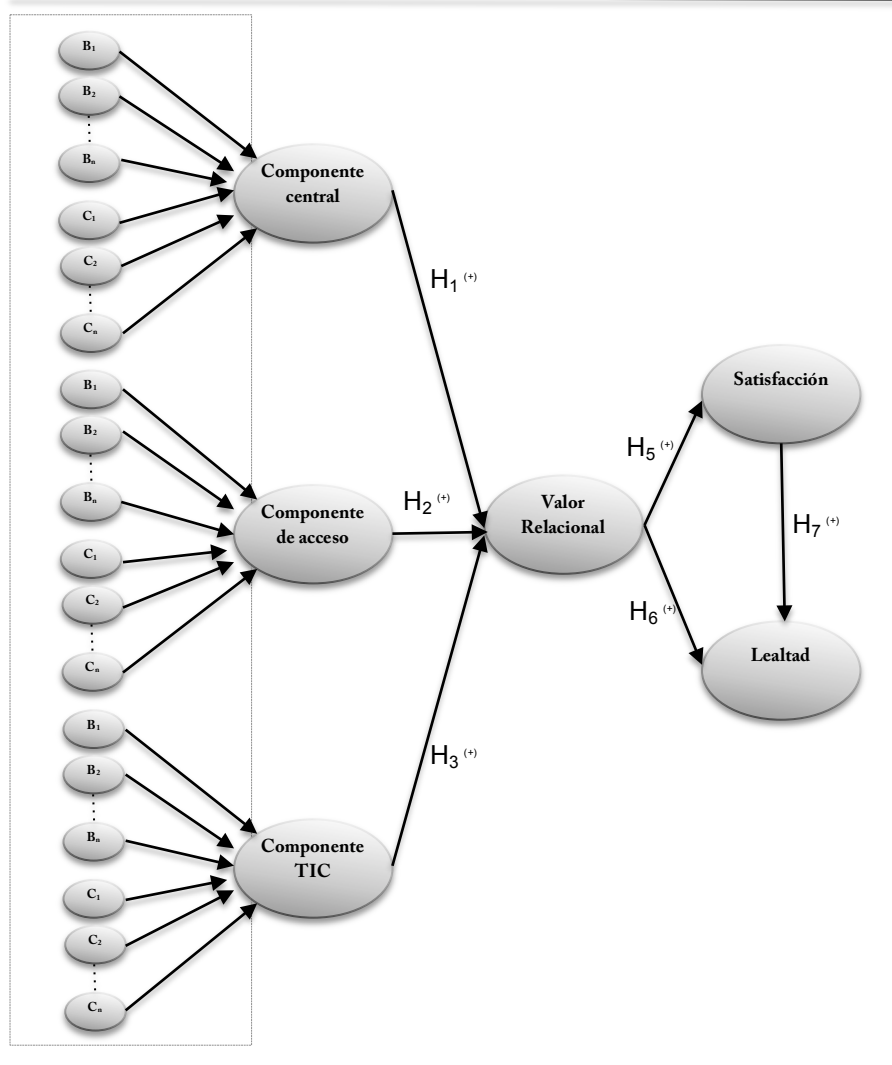 B₁
B₂
Bₙ
C₁
C₂
Cₙ
Componente
central
H₁ (+)
B₁
B₂
Bₙ
C₁
C₂
Cₙ
Componente
de acceso
H₂ (+)
B₁
B₂
Bₙ
C₁
C₂
Cₙ
Componente
TIC
H₃ (+)
Valor
Relacional
H₅ (+)
H₆ (+)
Satisfacción
H₇ (+)
Lealtad